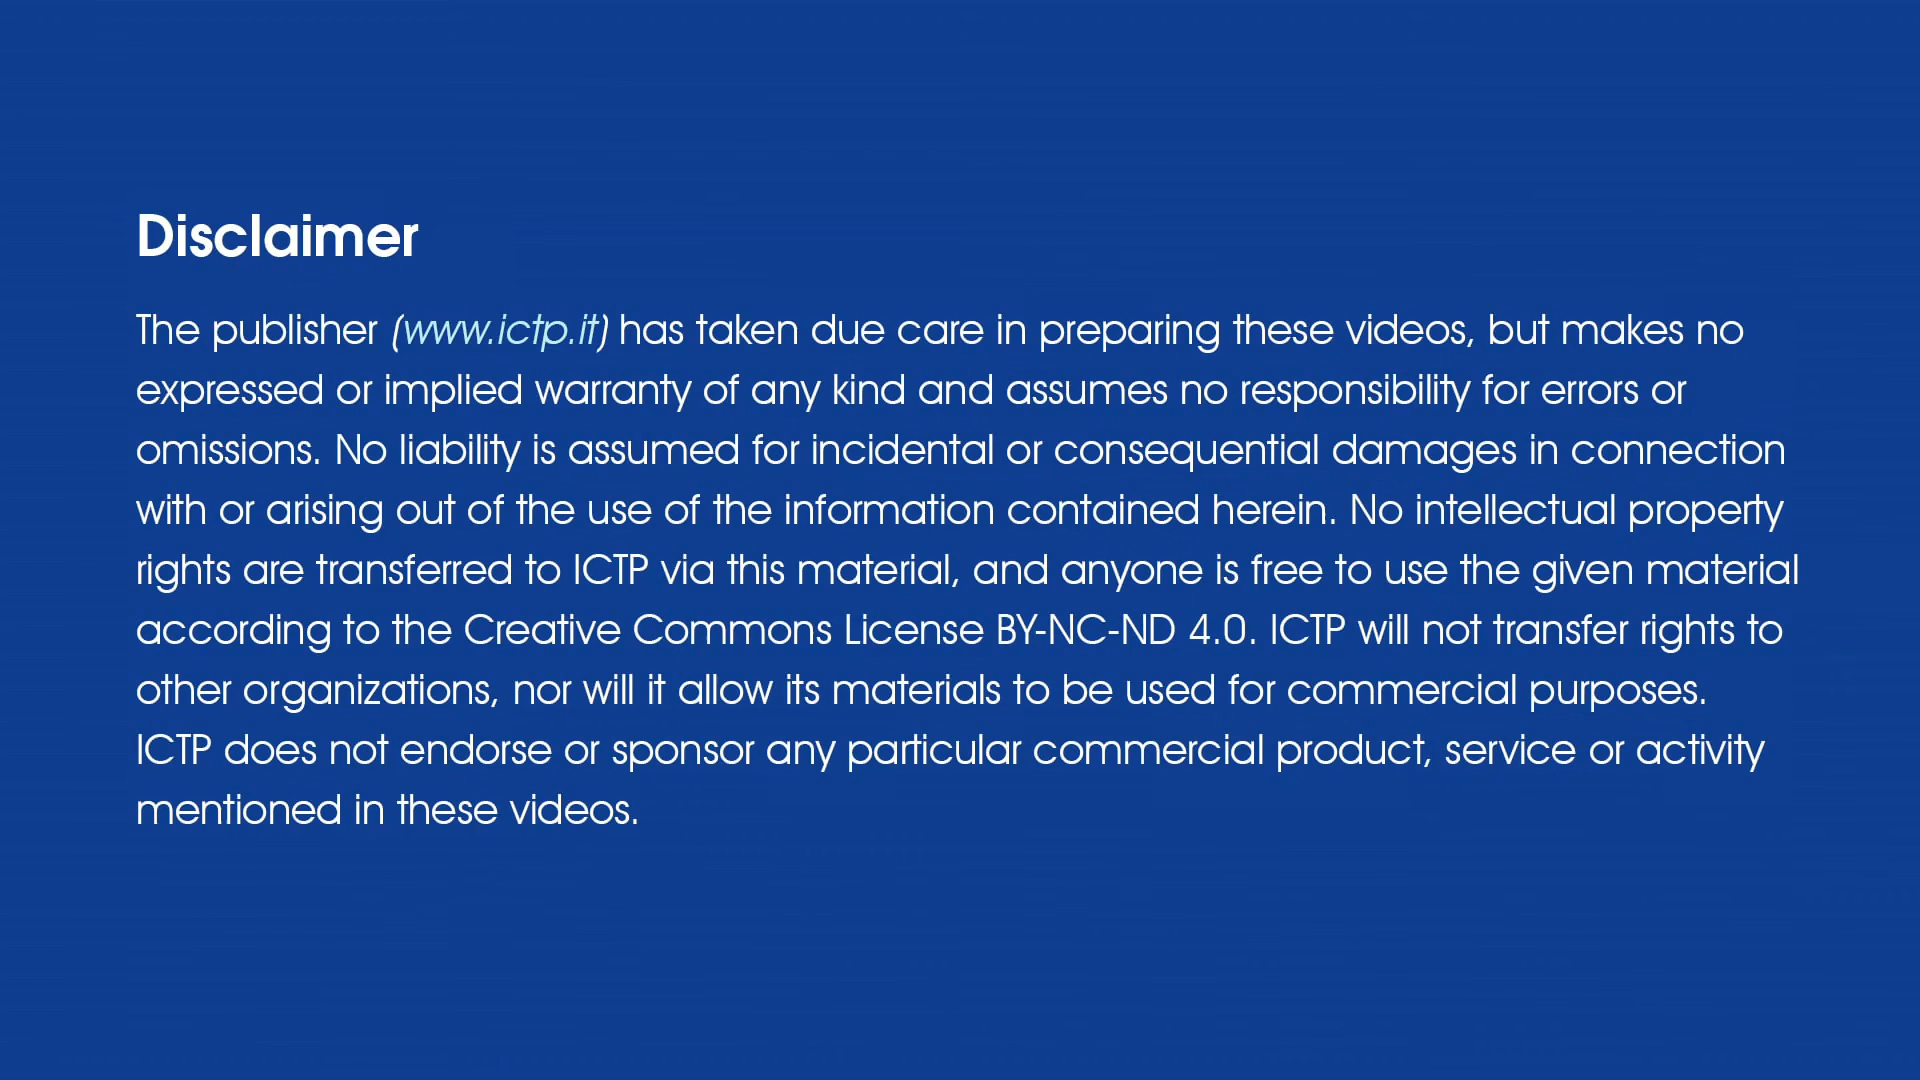 Disclaimer
The publisher (www.ictp.it) has taken due care in preparing these videos, but makes no
expressed or implied warranty of any kind and assumes no responsibility for errors or
omissions. No liability is assumed for incidental or consequential damages in connection
with or arising out of the use of the information contained herein. No intellectual property
rights are transferred to ICTP via this material, and anyone is free to use the given material
according to the Creative Commons License BY-NC-ND 4.0. ICTP will not transfer rights to
other organizations, nor will it allow its materials to be used for commercial purposes.
ICTP does not endorse or sponsor any particular commercial product, service or activity
mentioned in these videos.